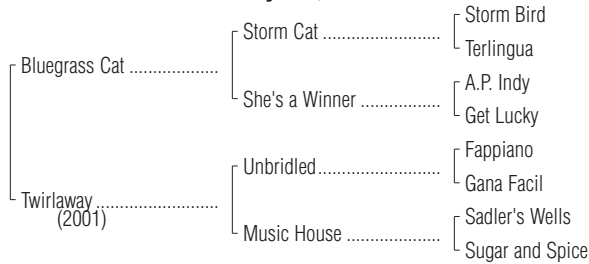 Storm Bird
Storm Cat ........................
Terlingua
Bluegrass Cat ..................
A.P. Indy
She's a Winner ................
Get Lucky
Fappiano
Unbridled.........................
Gana Facil
Twirlaway.........................
(2001)
Sadler's Wells
Music House ...................
Sugar and Spice